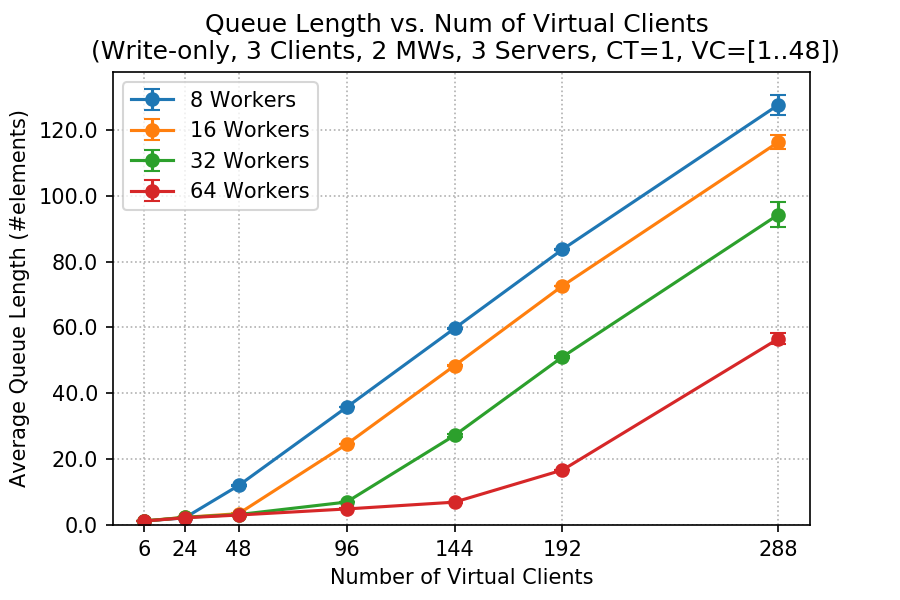 Queue Length vs. Num of Virtual Clients
(Write-only, 3 Clients, 2 MWs, 3 Servers, CT=1, VC=[1..48])
8 Workers
16 Workers
32 Workers
64 Workers
Average Queue Length (#elements)
120.0
100.0
80.0
60.0
40.0
20.0
0.0
6 24 48 96 144 192 288
Number of Virtual Clients